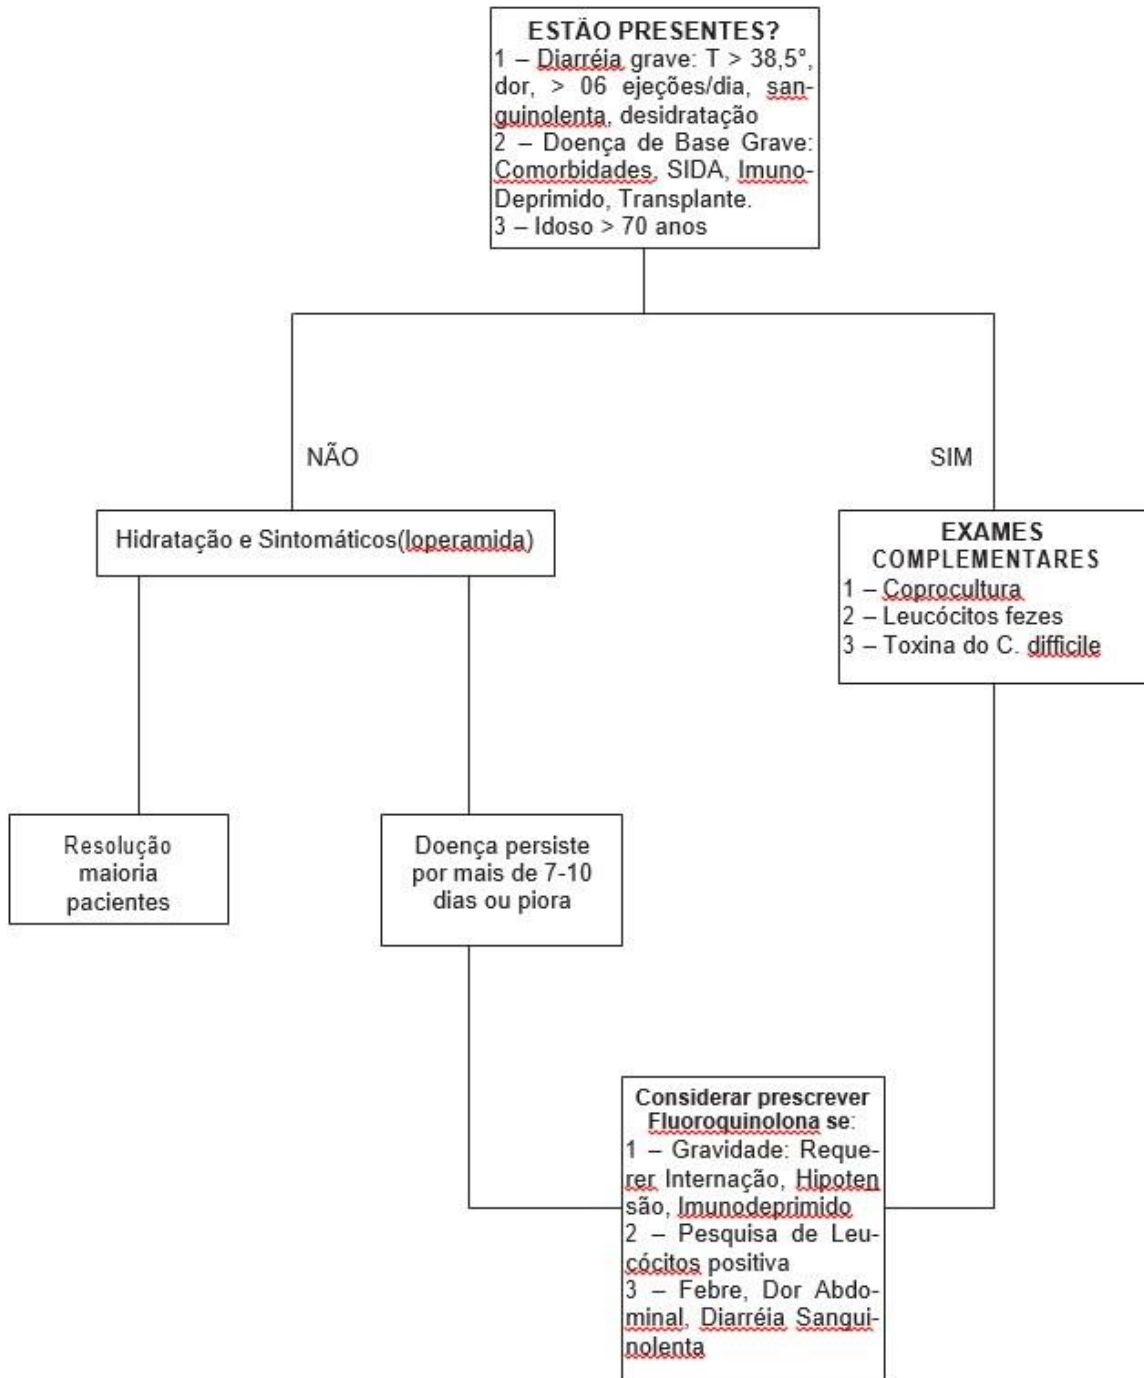 ESTÃO PRESENTES?
1 – Diarréia grave: T > 38,5°,
dor, > 06 ejeções/dia, san-
guinolenta, desidratação
2 – Doença de Base Grave:
Comorbidades, SIDA, Imuno-
Deprimido, Transplante.
3 – Idoso > 70 anos
NÃO
SIM
Hidratação e Sintomáticos(loperamida)
EXAMES
COMPLEMENTARES
1 – Coprocultura
2 – Leucócitos fezes
3 – Toxina do C. difficile
Resolução
maioria
pacientes
Doença persiste
por mais de 7-10
dias ou piora
Considerar prescrever
Fluoroquinolona se:
1 – Gravidade: Reque-
rer Internação, Hipoten
são, Imunodeprimido
2 – Pesquisa de Leu-
cócitos positiva
3 – Febre, Dor Abdo-
minal, Diarréia Sangui-
nolenta